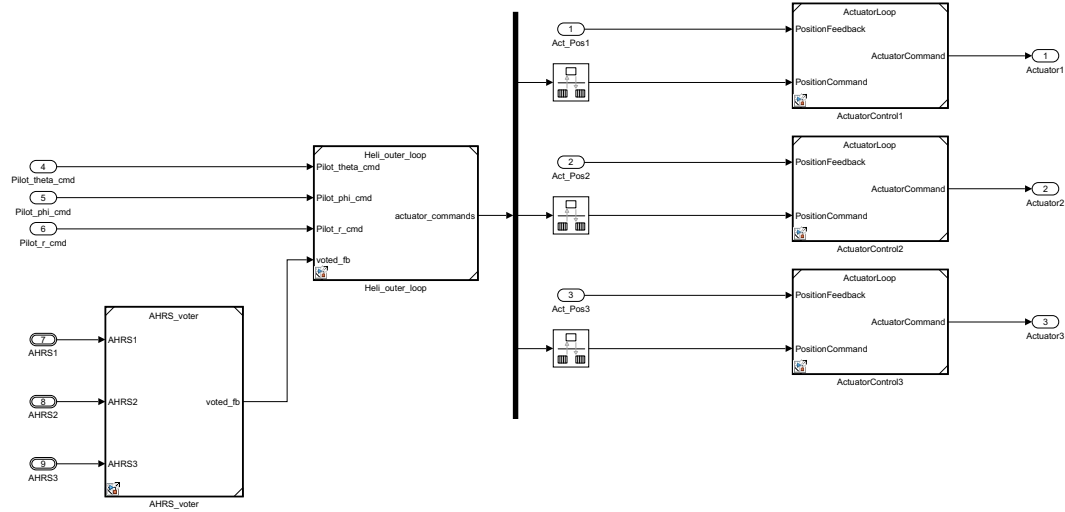 ActuatorLoop
1
PositionFeedback
Act_Pos1
ActuatorCommand
1
Actuator1
PositionCommand
ActuatorControl1
ActuatorLoop
Heli_outer_loop
2
PositionFeedback
4
Pilot_theta_cmd
Act_Pos2
Pilot_theta_cmd
ActuatorCommand
2
5
Pilot_phi_cmd
Actuator2
Pilot_phi_cmd
actuator_commands
PositionCommand
6
Pilot_r_cmd
Pilot_r_cmd
ActuatorControl2
voted_fb
ActuatorLoop
Heli_outer_loop
3
PositionFeedback
Act_Pos3
AHRS_voter
ActuatorCommand
3
7
AHRS1
Actuator3
AHRS1
PositionCommand
ActuatorControl3
8
AHRS2
voted_fb
AHRS2
9
AHRS3
AHRS3
AHRS_voter